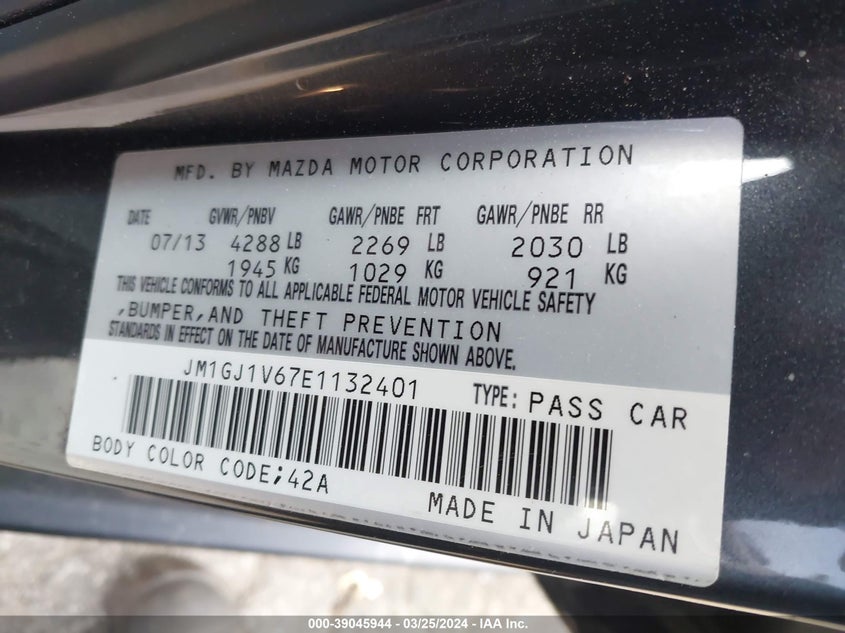 MFD. BY MAZDA MOTOR CORPORATION
DATE GVWR/PNBV GAWR/PNBE FRT GAWR/PNBE RR
07/13 4288 LB 2269 LB 2030 LB
1945 KG 1029 KG 921 KG
THIS VEHICLE CONFORMS TO ALL APPLICABLE FEDERAL MOTOR VEHICLE SAFETY
,BUMPER,AND THEFT PREVENTION
STANDARDS IN EFFECT ON THE DATE OF MANUFACTURE SHOWN ABOVE.
JM1GJ1V67E1132401 TYPE: PASS CAR
BODY COLOR CODE;42A
MADE IN JAPAN
000-39045944 / 03/25/2024 - © IAA Inc.